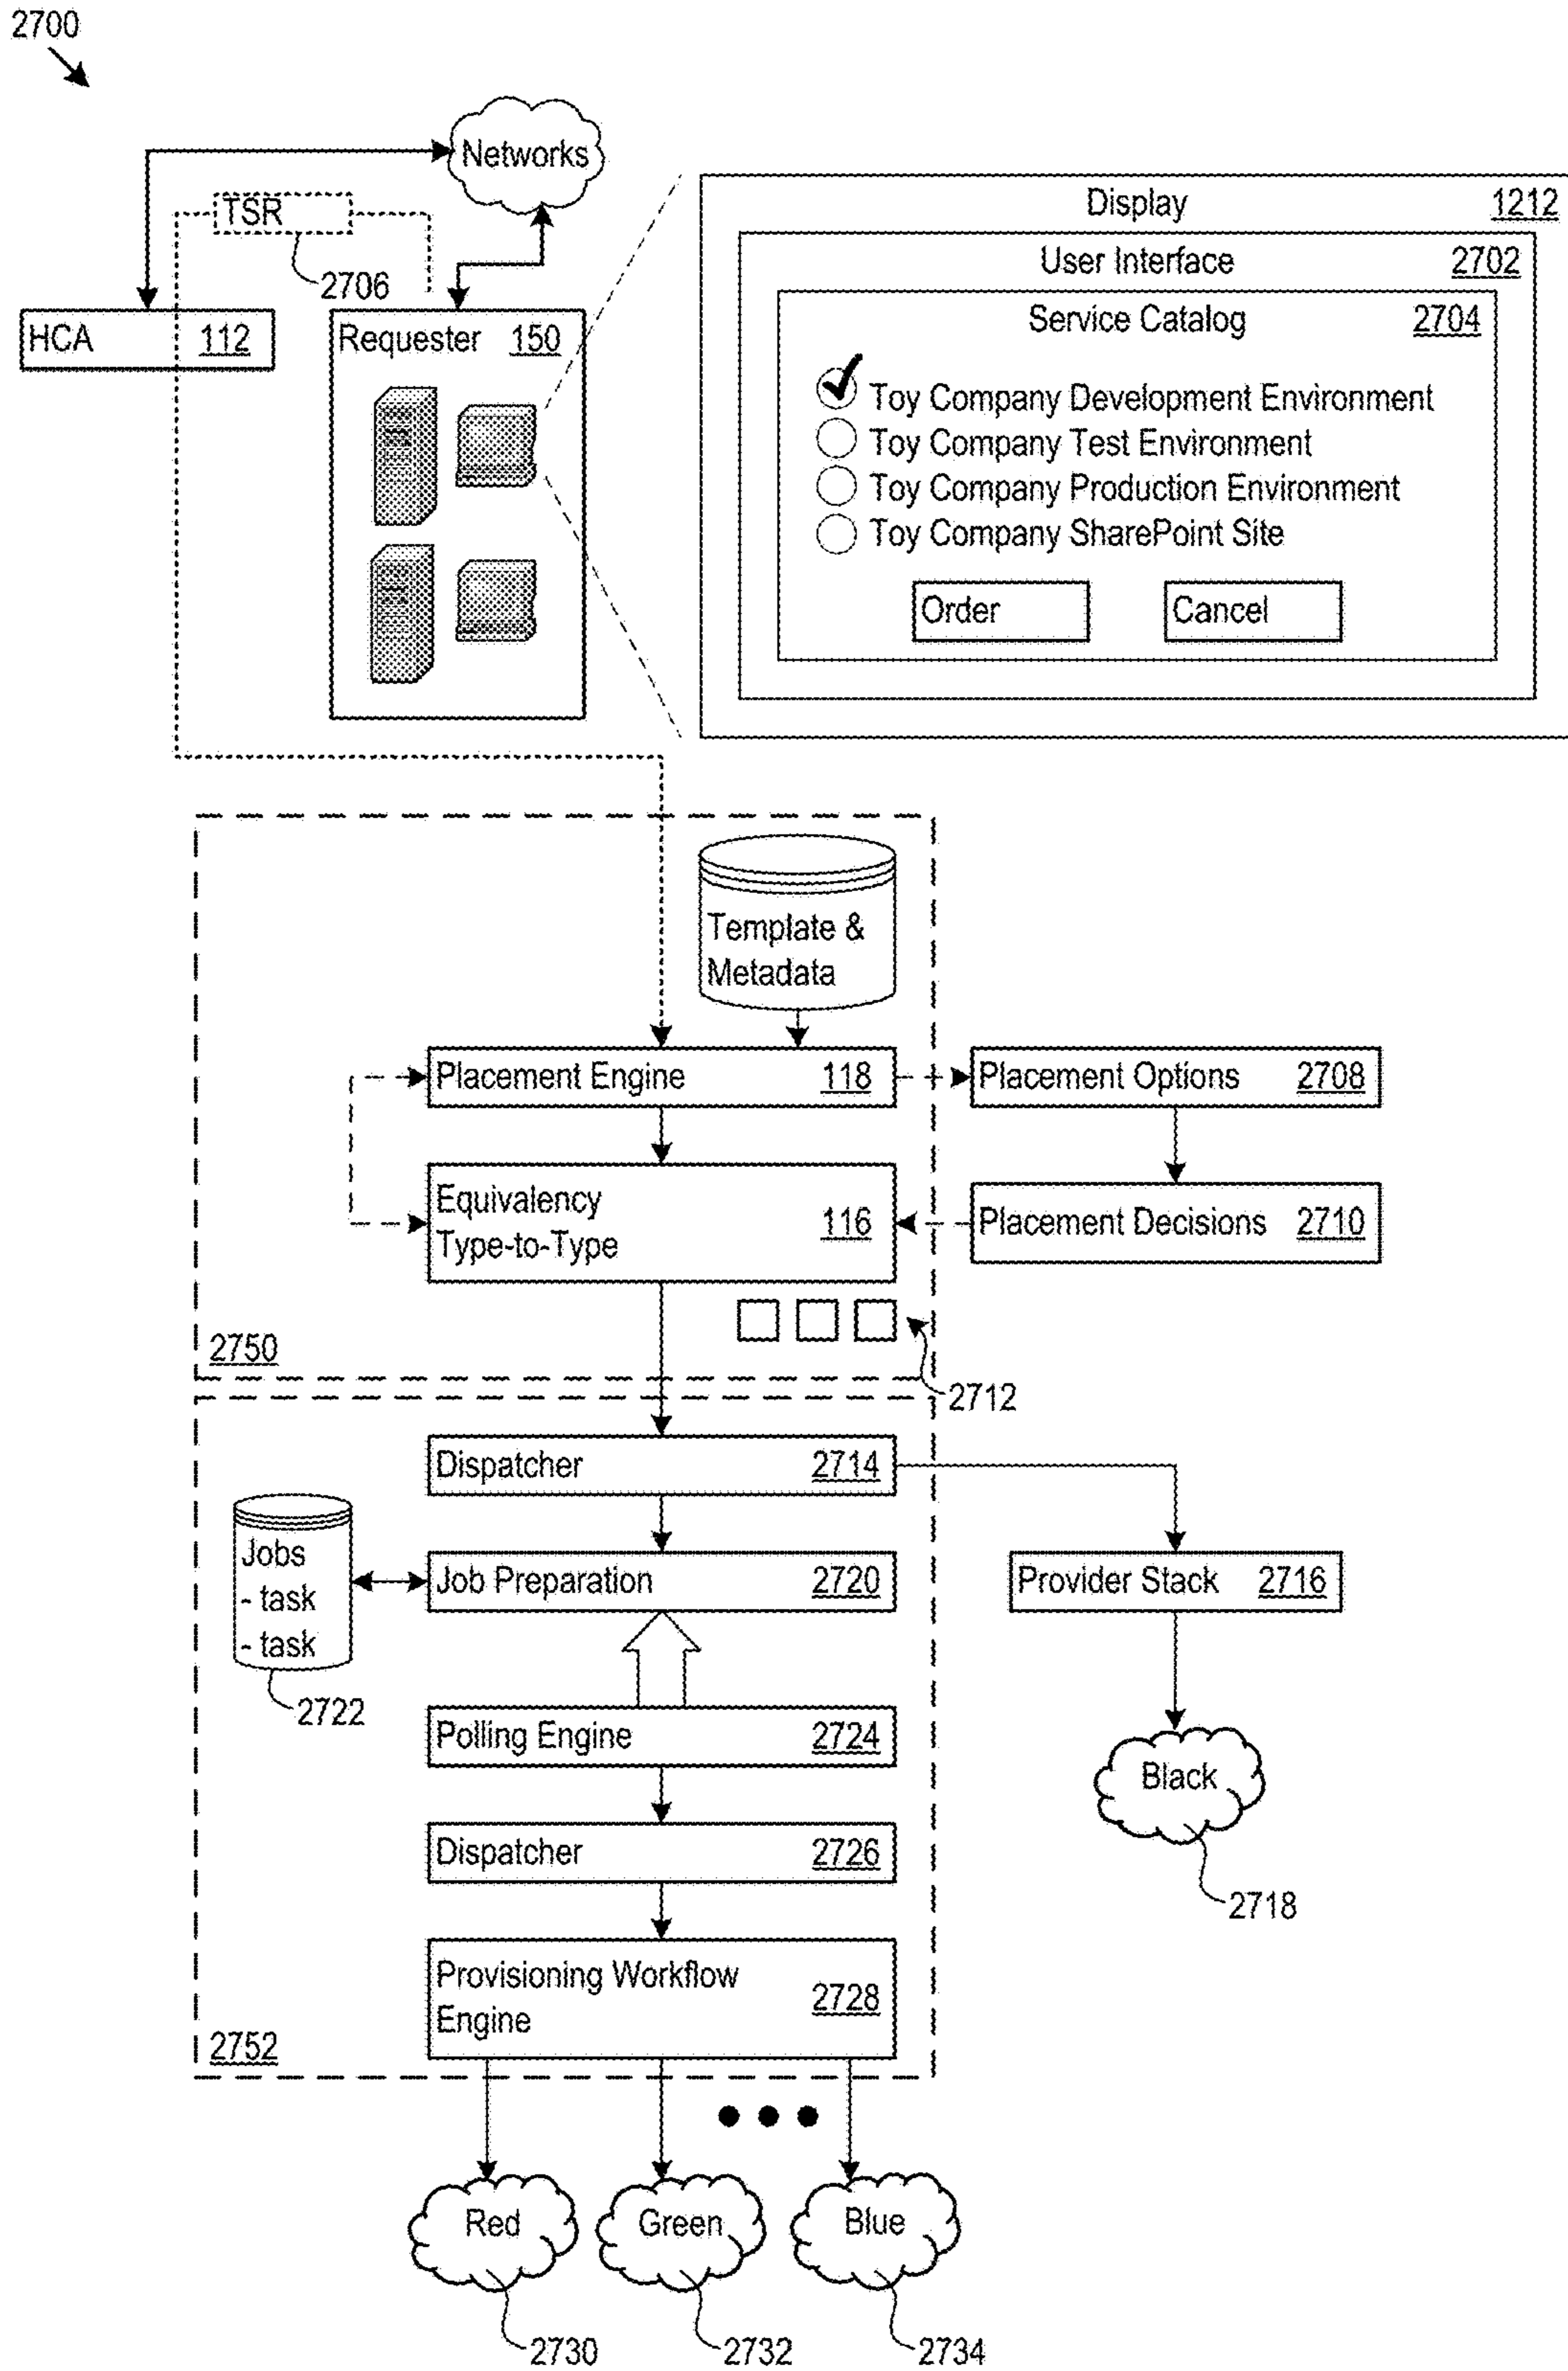 2700
Networks
TSR
2706
HCA 112
Requester 150
Display 1212
User Interface 2702
Service Catalog 2704
Toy Company Development Environment
Toy Company Test Environment
Toy Company Production Environment
Toy Company SharePoint Site
Order
Cancel
Template &
Metadata
Placement Engine 118
Placement Options 2708
Equivalency
Type-to-Type
116
Placement Decisions 2710
2750
2712
Dispatcher 2714
Jobs
- task
- task
2722
Job Preparation 2720
Provider Stack 2716
Polling Engine 2724
Black
2718
Dispatcher 2726
Provisioning Workflow
Engine
2728
2752
Red
Green
Blue
2730
2732
2734